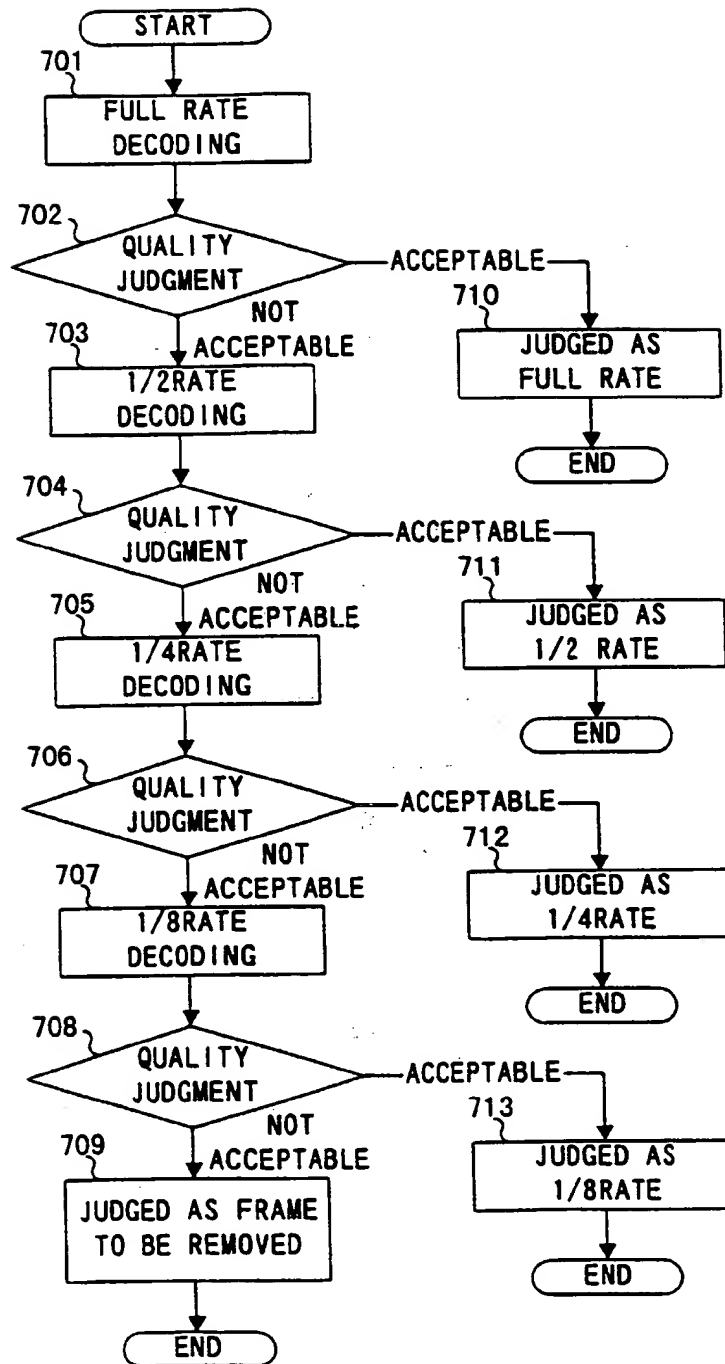 START
701
FULL RATE
DECODING
702
QUALITY
JUDGMENT
ACCEPTABLE
NOT
ACCEPTABLE
710
JUDGED AS
FULL RATE
END
703
1/2RATE
DECODING
704
QUALITY
JUDGMENT
ACCEPTABLE
NOT
ACCEPTABLE
711
JUDGED AS
1/2 RATE
END
705
1/4RATE
DECODING
706
QUALITY
JUDGMENT
ACCEPTABLE
NOT
ACCEPTABLE
712
JUDGED AS
1/4RATE
END
707
1/8RATE
DECODING
708
QUALITY
JUDGMENT
ACCEPTABLE
NOT
ACCEPTABLE
713
JUDGED AS
1/8RATE
END
709
JUDGED AS FRAME
TO BE REMOVED
END